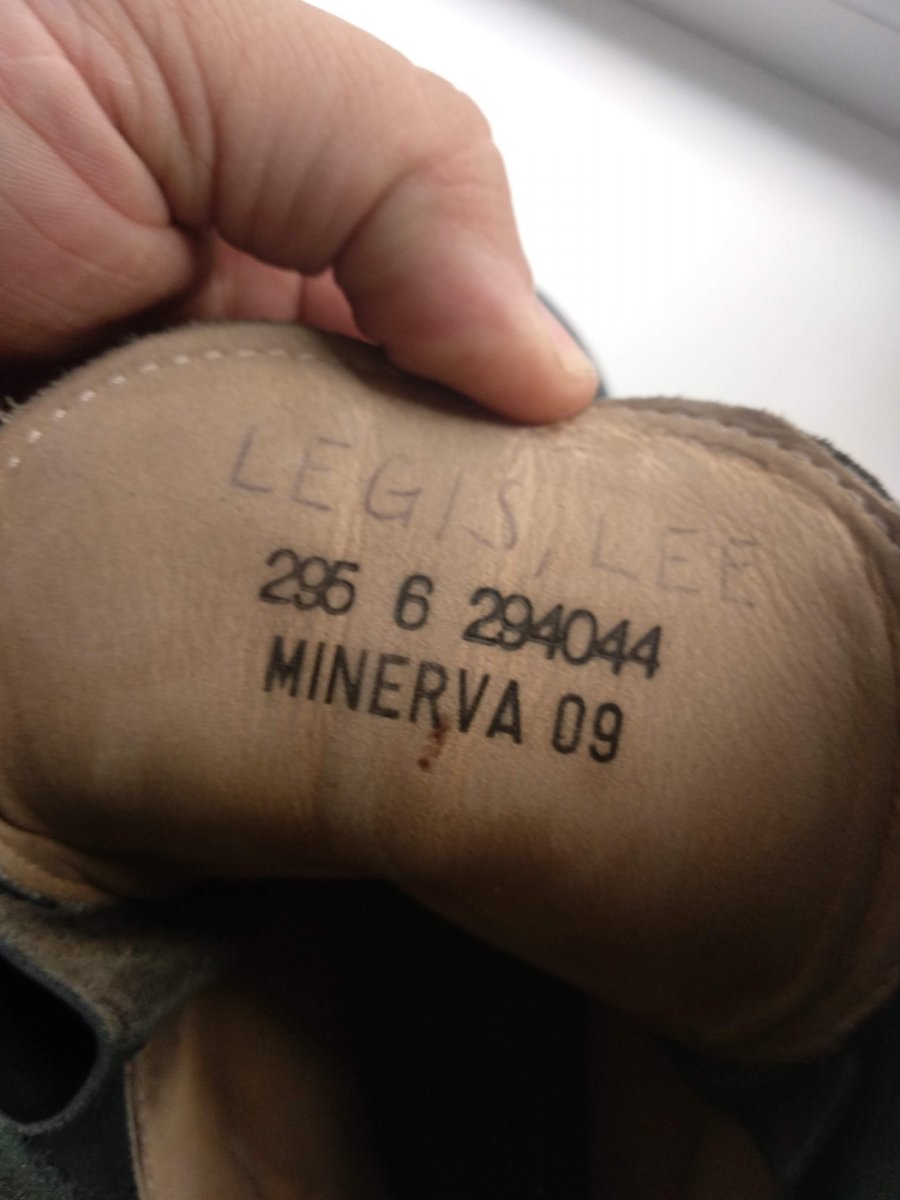 LEGIS, LEE
295 6 294044
MINERVA 09